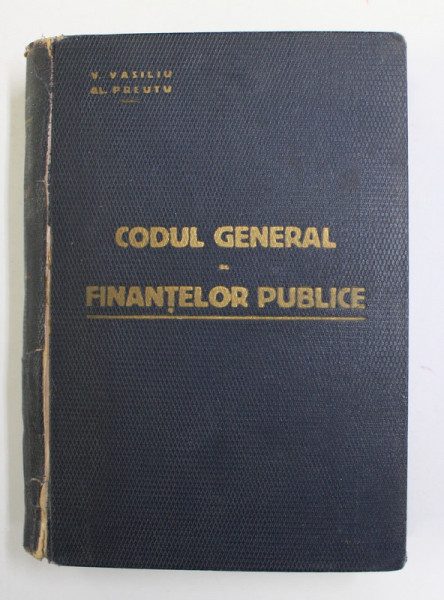 V. VASILIU
AL. PREUTU
CODUL GENERAL
AL
FINANȚELOR PUBLICE